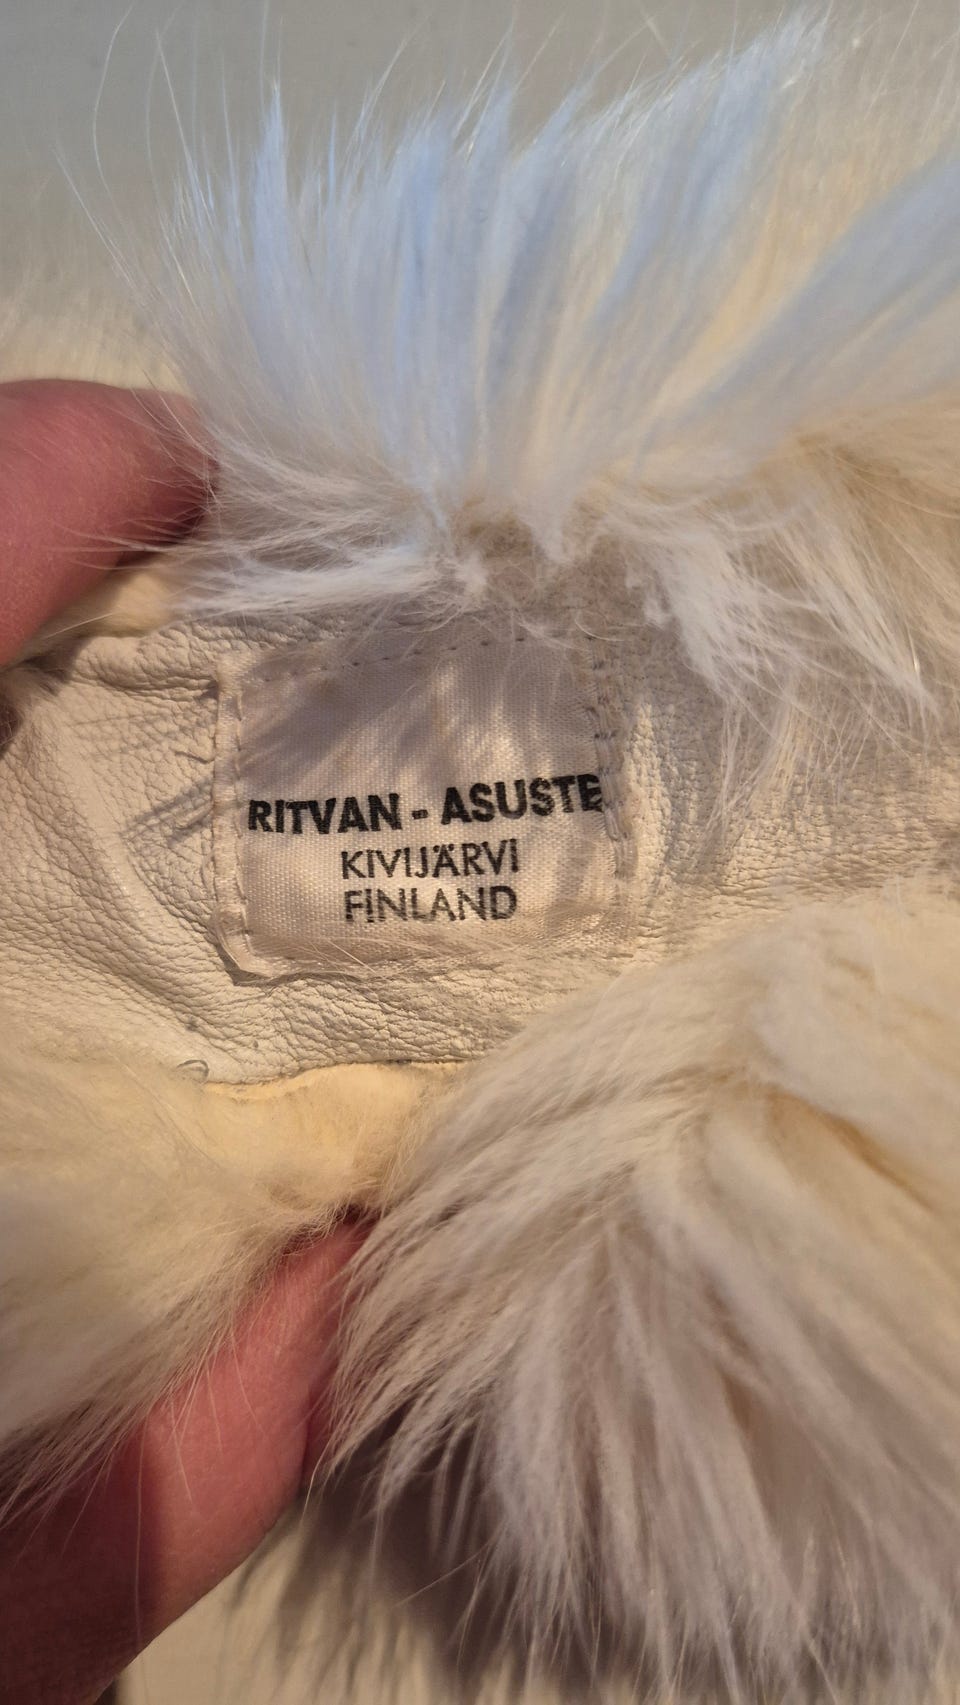 RITVAN - ASUSTE
KIVIJÄRVI
FINLAND